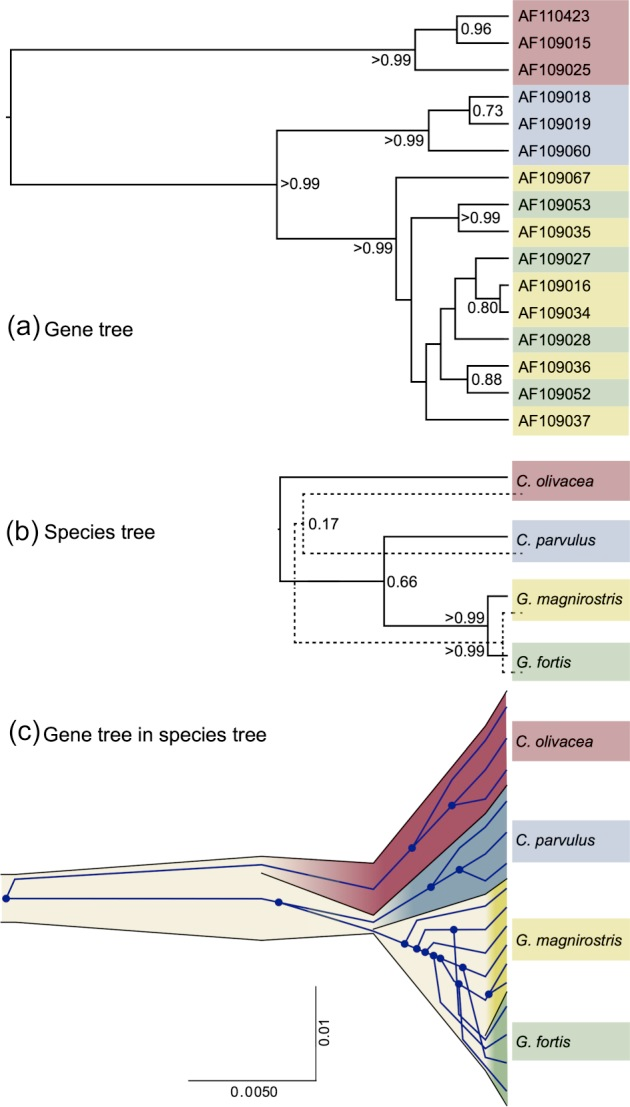 AF110423
0.96
AF109015
>0.99
AF109025
AF109018
0.73
AF109019
>0.99
AF109060
>0.99
AF109067
AF109053
>0.99
AF109035
>0.99
AF109027
AF109016
0.80
AF109034
(a) Gene tree
AF109028
AF109036
0.88
AF109052
AF109037
C. olivacea
0.17
(b) Species tree
C. parvulus
0.66
G. magnirostris
>0.99
>0.99
G. fortis
(c) Gene tree in species tree
C. olivacea
C. parvulus
G. magnirostris
0.01
G. fortis
0.0050